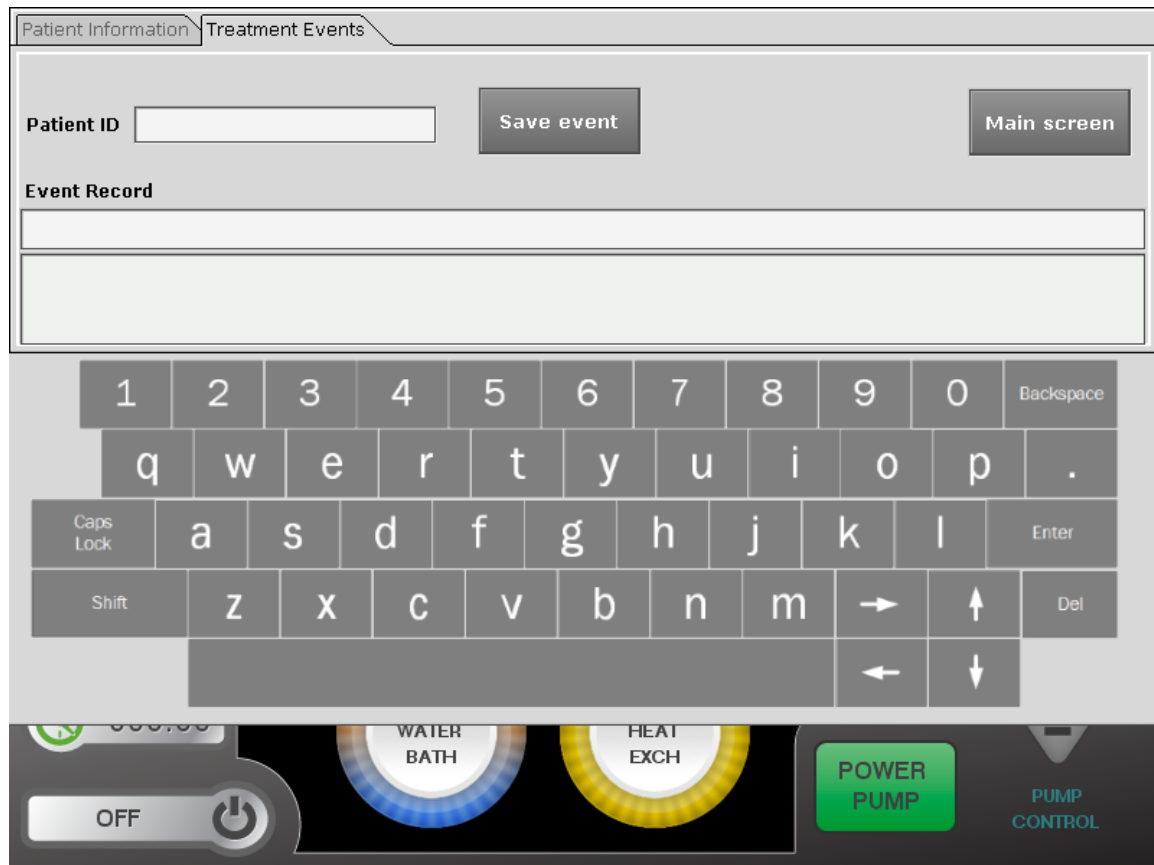 Patient Information Treatment Events
Patient ID Save event Main screen
Event Record
1 2 3 4 5 6 7 8 9 0 Backspace
q w e r t y u i o p .
Caps
Lock a s d f g h j k l Enter
Shift z x c v b n m Del
WATER
BATH
HEAT
EXCH
POWER
PUMP
PUMP
CONTROL
OFF